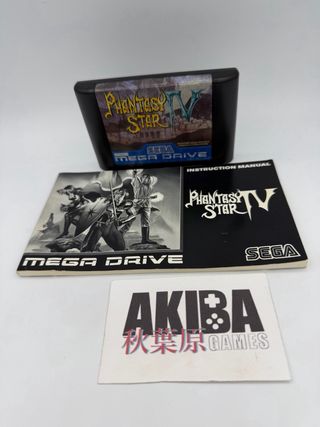 PHANTASY
STAR IV
SEGA
MEGA DRIVE
INSTRUCTION MANUAL
PHANTASY
STAR IV
MEGA DRIVE
SEGA
AKIBA
秋葉原
GAMES